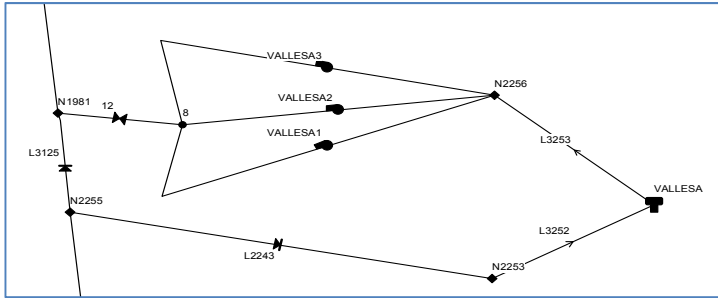 VALLESA3
N2256
VALLESA2
N1981
12
8
VALLESA1
L3253
L3125
VALLESA
N2255
L3252
L2243
N2253